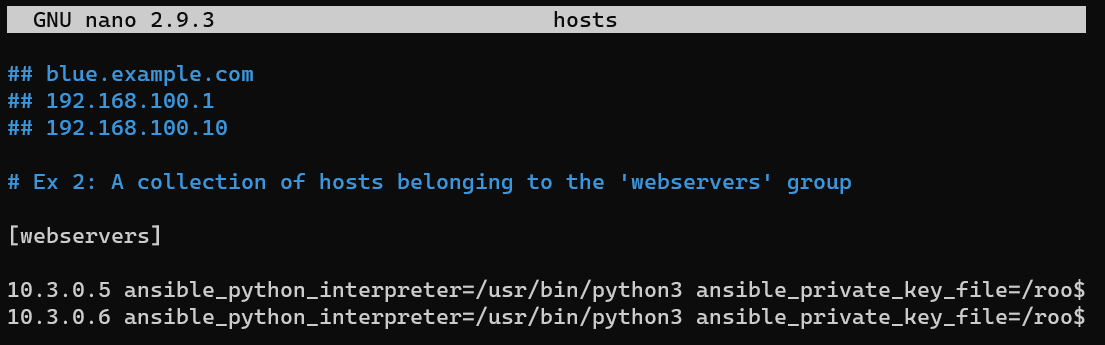 GNU nano 2.9.3 hosts
## blue.example.com
## 192.168.100.1
## 192.168.100.10
# Ex 2: A collection of hosts belonging to the 'webservers' group
[webservers]
10.3.0.5 ansible_python_interpreter=/usr/bin/python3 ansible_private_key_file=/roo$
10.3.0.6 ansible_python_interpreter=/usr/bin/python3 ansible_private_key_file=/roo$